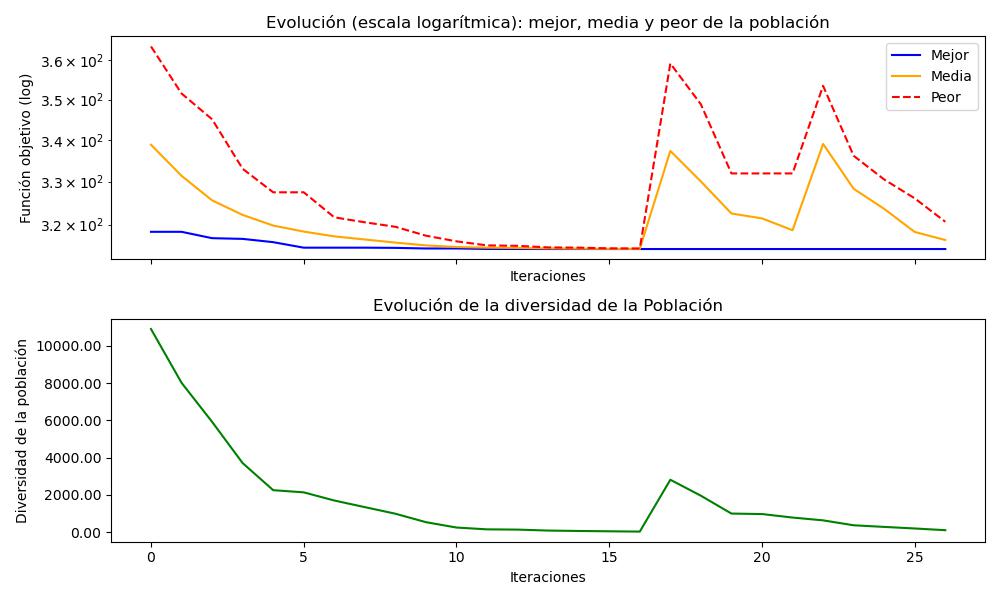 Evolución (escala logarítmica): mejor, media y peor de la población
Función objetivo (log)
3.6 × 10²
3.5 × 10²
3.4 × 10²
3.3 × 10²
3.2 × 10²
Mejor
Media
Peor
Iteraciones
Evolución de la diversidad de la Población
Diversidad de la población
10000.00
8000.00
6000.00
4000.00
2000.00
0.00
0 5 10 15 20 25
Iteraciones